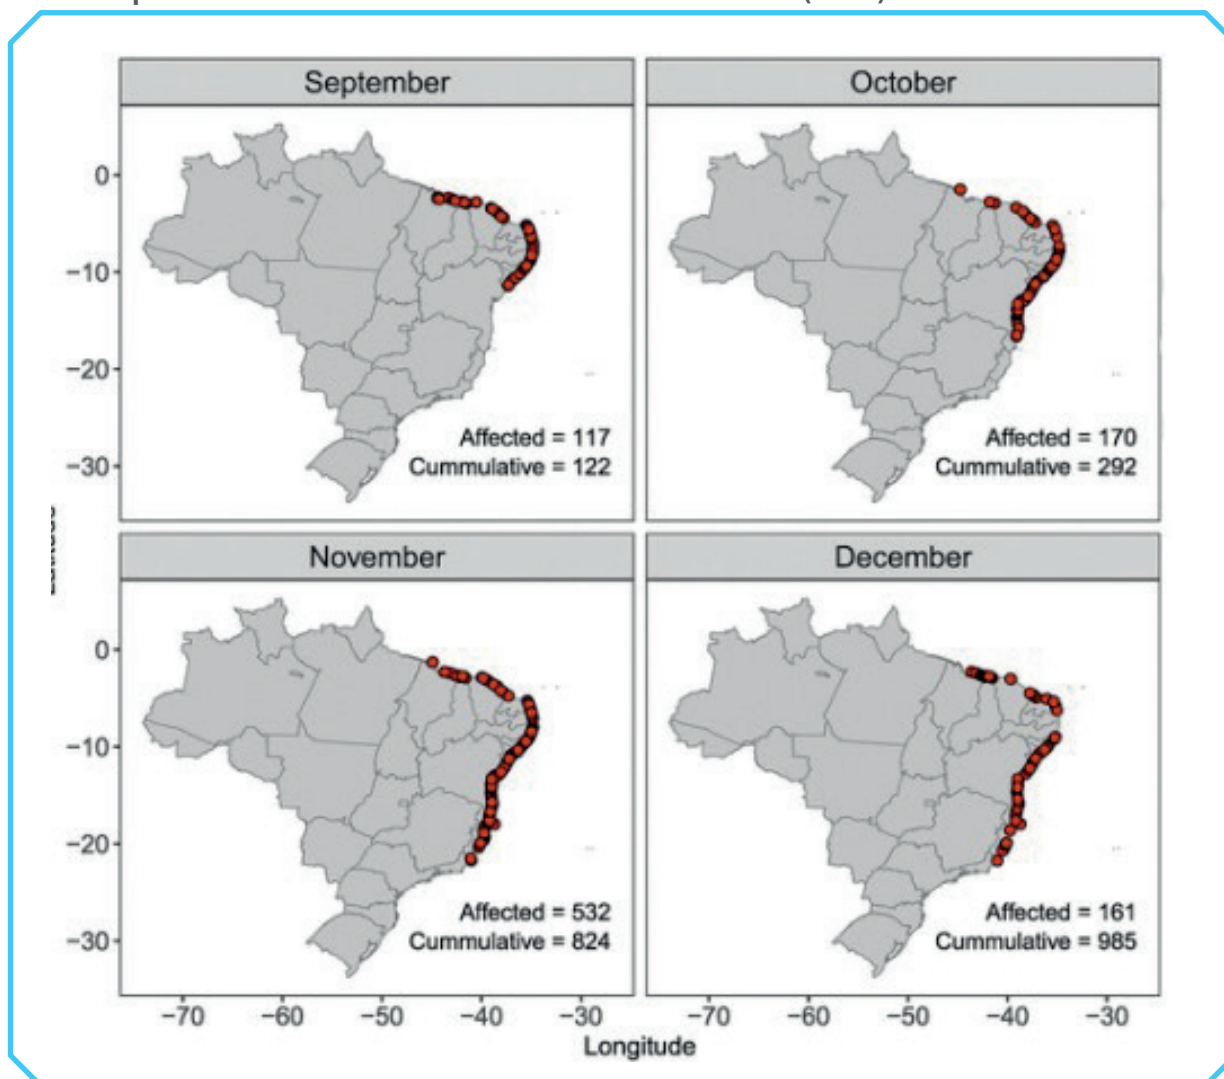 September
October
0
−10
−20
−30
Affected = 117
Cummulative = 122
Affected = 170
Cummulative = 292
November
December
0
−10
−20
−30
Affected = 532
Cummulative = 824
Affected = 161
Cummulative = 985
−70 −60 −50 −40 −30
−70 −60 −50 −40 −30
Longitude